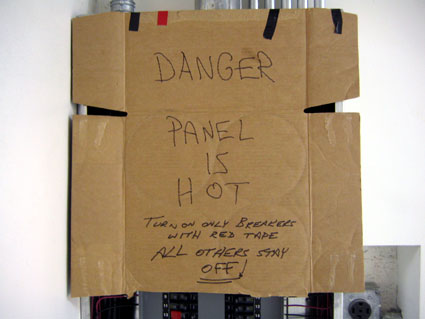 DANGER
PANEL
IS
HOT
TURN ON ONLY BREAKERS
WITH RED TAPE
ALL OTHERS STAY
OFF!